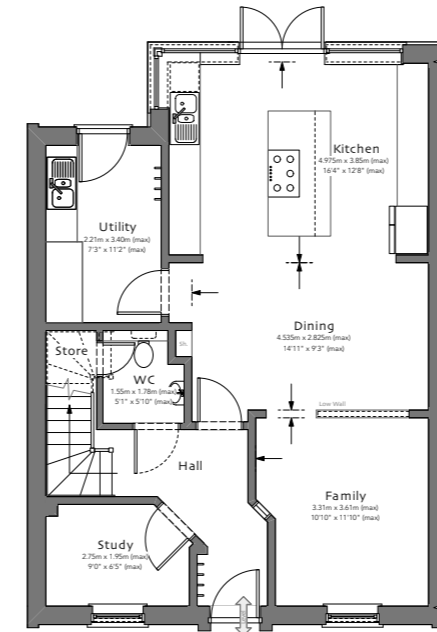 Kitchen
4.975m x 3.85m (max)
16'4" x 12'8" (max)
Utility
2.21m x 3.40m (max)
7'3" x 11'2" (max)
Dining
4.535m x 2.825m (max)
14'11" x 9'3" (max)
Store
Sh.
WC
1.55m x 1.78m (max)
5'1" x 5'10" (max)
Low Wall
Hall
Family
3.31m x 3.61m (max)
10'10" x 11'10" (max)
Study
2.75m x 1.95m (max)
9'0" x 6'5" (max)